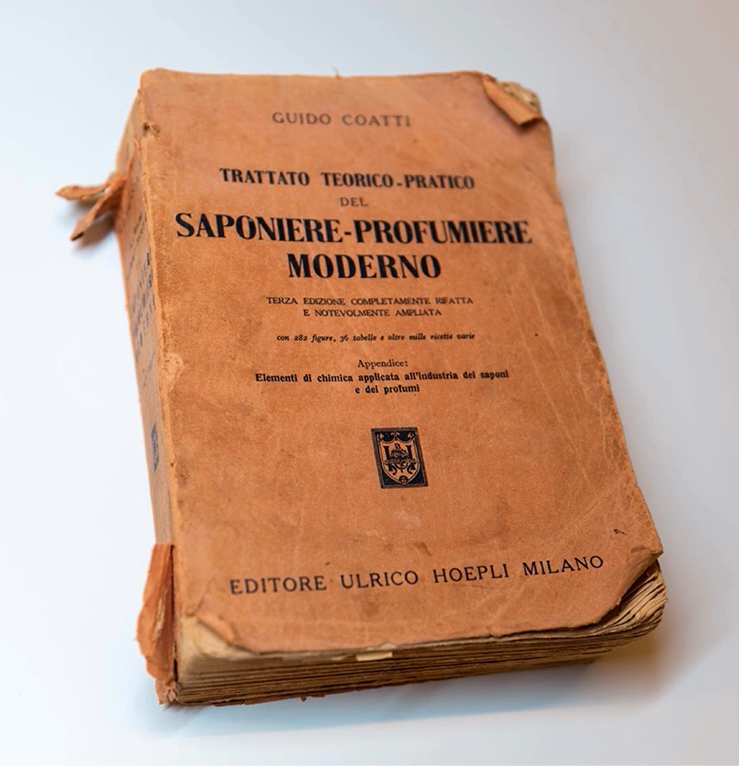 GUIDO COATTI
TRATTATO TEORICO-PRATICO
DEL
SAPONIERE-PROFUMIERE
MODERNO
TERZA EDIZIONE COMPLETAMENTE RIFATTA
E NOTEVOLMENTE AMPLIATA
con 282 figure, 36 tabelle e oltre mille ricette varie
Appendice:
Elementi di chimica applicata all'industria dei saponi
e dei profumi
EDITORE ULRICO HOEPLI MILANO